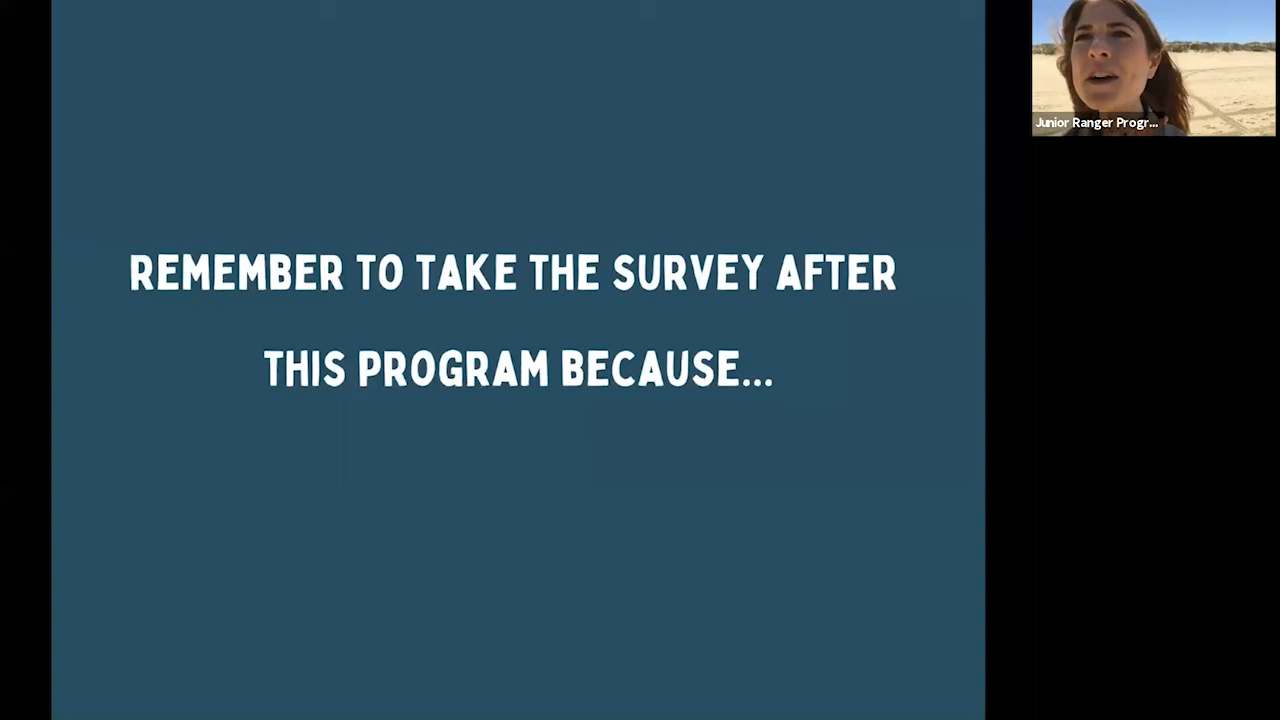 REMEMBER TO TAKE THE SURVEY AFTER
THIS PROGRAM BECAUSE...
Junior Ranger Progr...